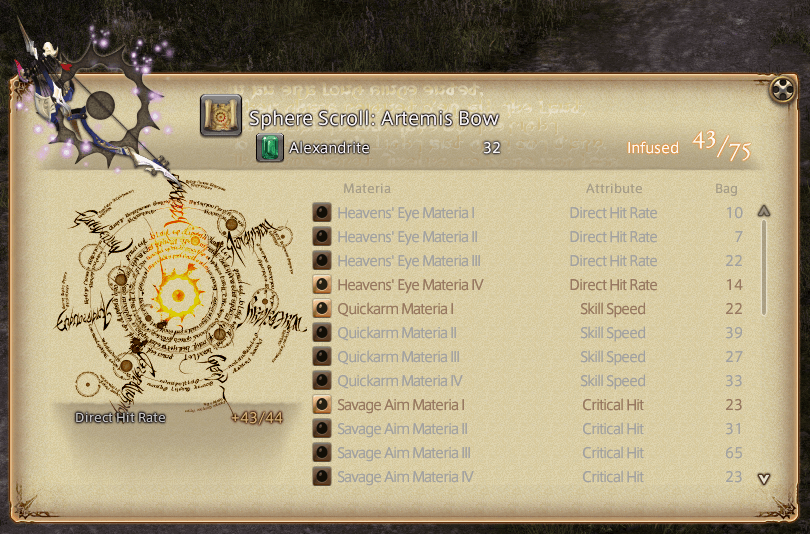 Sphere Scroll: Artemis Bow
Alexandrite 32 Infused 43/75
Materia Attribute Bag
Heavens' Eye Materia I Direct Hit Rate 10
Heavens' Eye Materia II Direct Hit Rate 7
Heavens' Eye Materia III Direct Hit Rate 22
Heavens' Eye Materia IV Direct Hit Rate 14
Quickarm Materia I Skill Speed 22
Quickarm Materia II Skill Speed 39
Quickarm Materia III Skill Speed 27
Quickarm Materia IV Skill Speed 33
Savage Aim Materia I Critical Hit 23
Savage Aim Materia II Critical Hit 31
Savage Aim Materia III Critical Hit 65
Savage Aim Materia IV Critical Hit 23
Direct Hit Rate +43/44